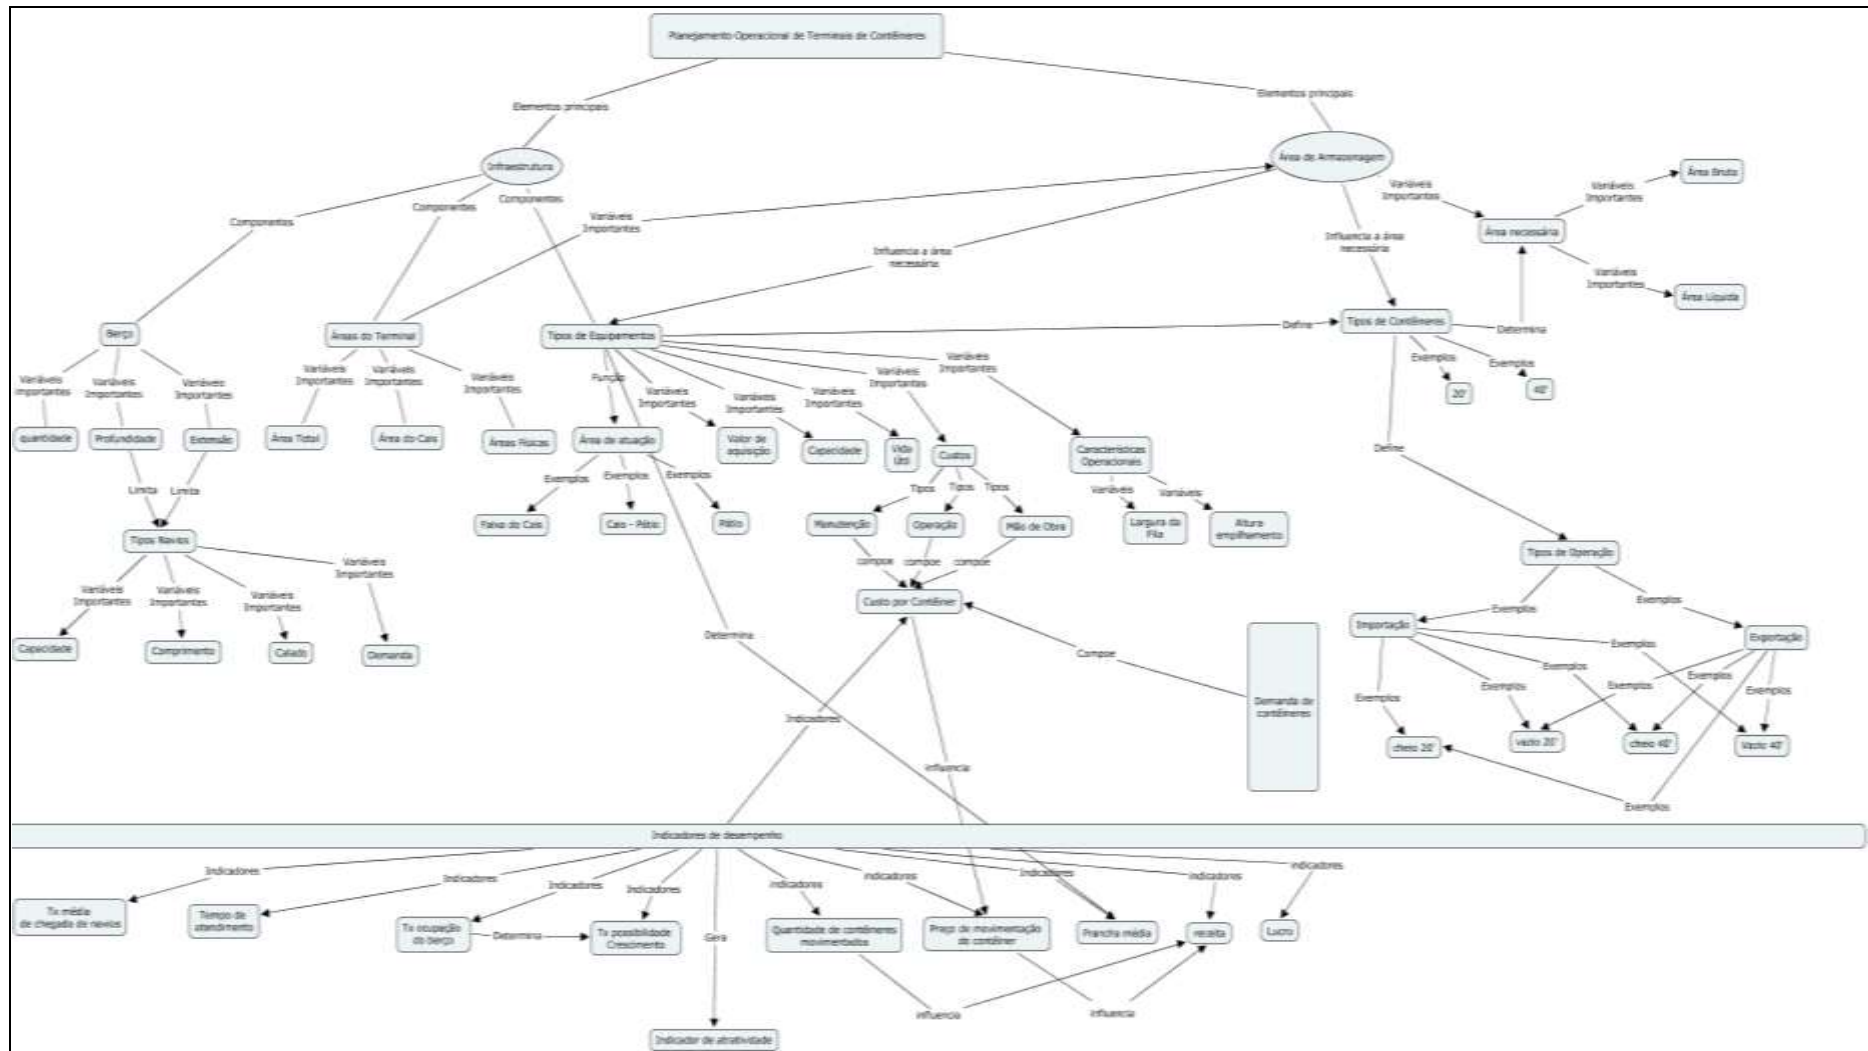 Planejamento Operacional de Terminais de Contêineres
Elementos principais
Elementos principais
Infraestrutura
Área de Armazenagem
Componentes
Componentes
Componentes
Variáveis
Importantes
Influencia a área
necessária
Influencia a área
necessária
Variáveis
Importantes
Variáveis
Importantes
Área Bruta
Área necessária
Variáveis
Importantes
Área Líquida
Berço
Áreas do Terminal
Tipos de Equipamentos
Define
Tipos de Contêineres
Determina
Variáveis
Importantes
Variáveis
Importantes
Variáveis
Importantes
Variáveis
Importantes
Variáveis
Importantes
Variáveis
Importantes
Função
Variáveis
Importantes
Variáveis
Importantes
Variáveis
Importantes
Variáveis
Importantes
Variáveis
Importantes
Exemplos
Exemplos
20'
40'
quantidade
Profundidade
Extensão
Área Total
Área do Cais
Áreas Físicas
Área de atuação
Valor de
aquisição
Capacidade
Vida
Útil
Custos
Características
Operacionais
Define
Limita
Limita
Exemplos
Exemplos
Exemplos
Tipos
Tipos
Tipos
Variáveis
Variáveis
Faixa do Cais
Cais - Pátio
Pátio
Manutenção
Operação
Mão de Obra
Largura da
Fila
Altura
empilhamento
Tipos Navios
Tipos de Operação
Variáveis
Importantes
Variáveis
Importantes
Variáveis
Importantes
Variáveis
Importantes
compoe
compoe
compoe
Custo por Contêiner
Exemplos
Exemplos
Capacidade
Comprimento
Calado
Demanda
Determina
Compoe
Importação
Exportação
Demanda de
contêineres
Exemplos
Exemplos
Exemplos
Exemplos
Exemplos
Exemplos
Exemplos
Indicadores
Influencia
cheio 20'
vazio 20'
cheio 40'
Vazio 40'
Exemplos
Indicadores de desempenho
Indicadores
Indicadores
Indicadores
Indicadores
indicadores
indicadores
Indicadores
indicadores
indicadores
Tx média
de chegada de navios
Tempo de
atendimento
Tx ocupação
do berço
Determina
Tx possibilidade
Crescimento
Gera
Quantidade de contêineres
movimentados
Preço de movimentação
de contêiner
Prancha média
receita
Lucro
influencia
influencia
Indicador de atratividade